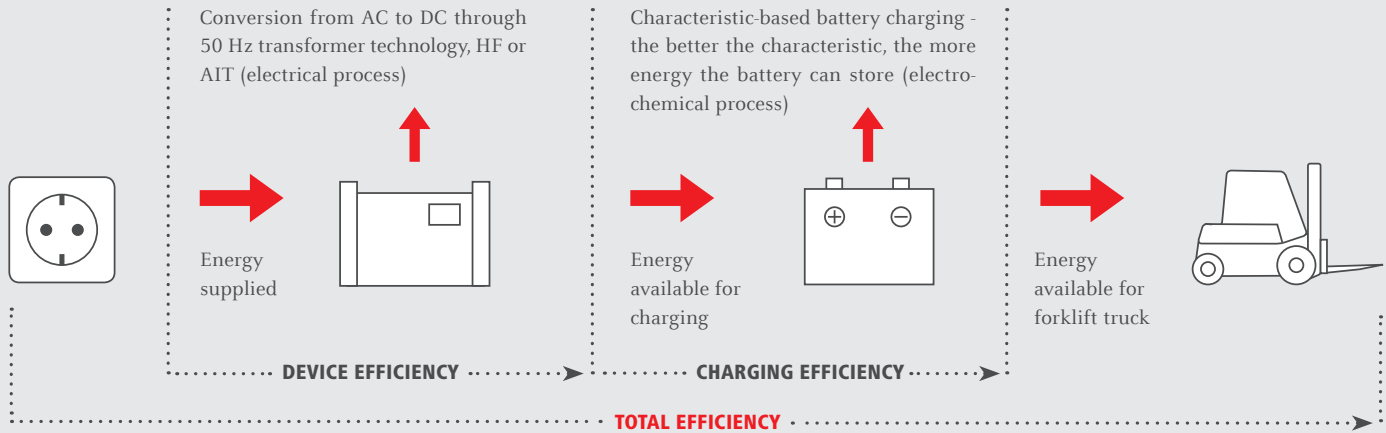 Conversion from AC to DC through
50 Hz transformer technology, HF or
AIT (electrical process)
Characteristic-based battery charging -
the better the characteristic, the more
energy the battery can store (electro-
chemical process)
Energy
supplied
Energy
available for
charging
Energy
available for
forklift truck
DEVICE EFFICIENCY
CHARGING EFFICIENCY
TOTAL EFFICIENCY